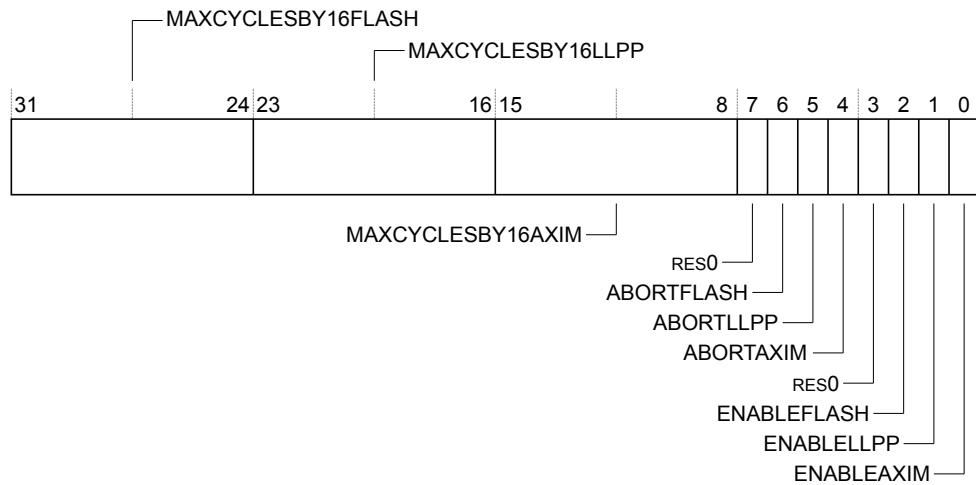 MAXCYCLESBY16FLASH
MAXCYCLESBY16LLPP
31 24 23 16 15 8 7 6 5 4 3 2 1 0
MAXCYCLESBY16AXIM
RES0
ABORTFLASH
ABORTLLPP
ABORTAXIM
RES0
ENABLEFLASH
ENABLELLPP
ENABLEAXIM